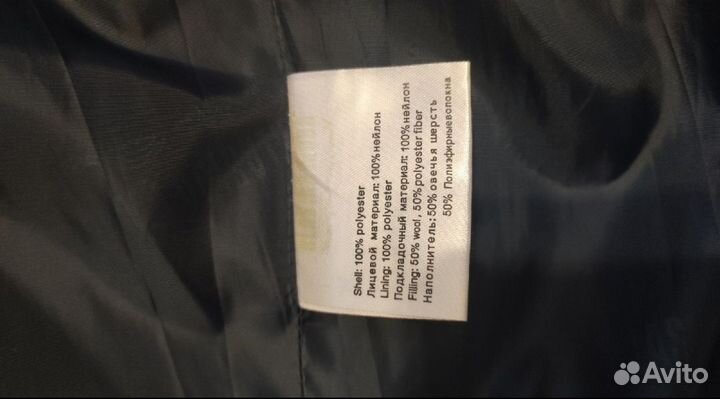 Shell: 100% polyester
Лицевой материал: 100% нейлон
Lining: 100% polyester
Подкладочный материал: 100% нейлон
Filling: 50% wool, 50% polyester fiber
Наполнитель: 50% овечья шерсть
50% Полиэфирныеволокна
Avito